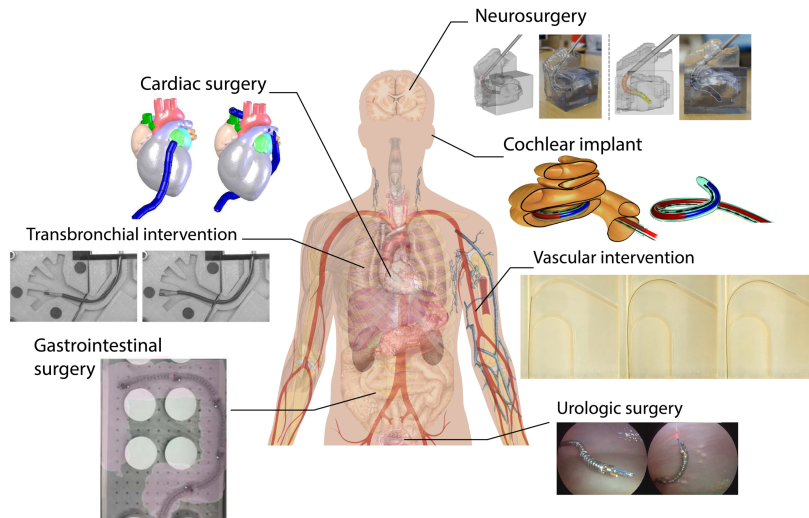 Neurosurgery
Cardiac surgery
Cochlear implant
Transbronchial intervention
Vascular intervention
Gastrointestinal
surgery
Urologic surgery